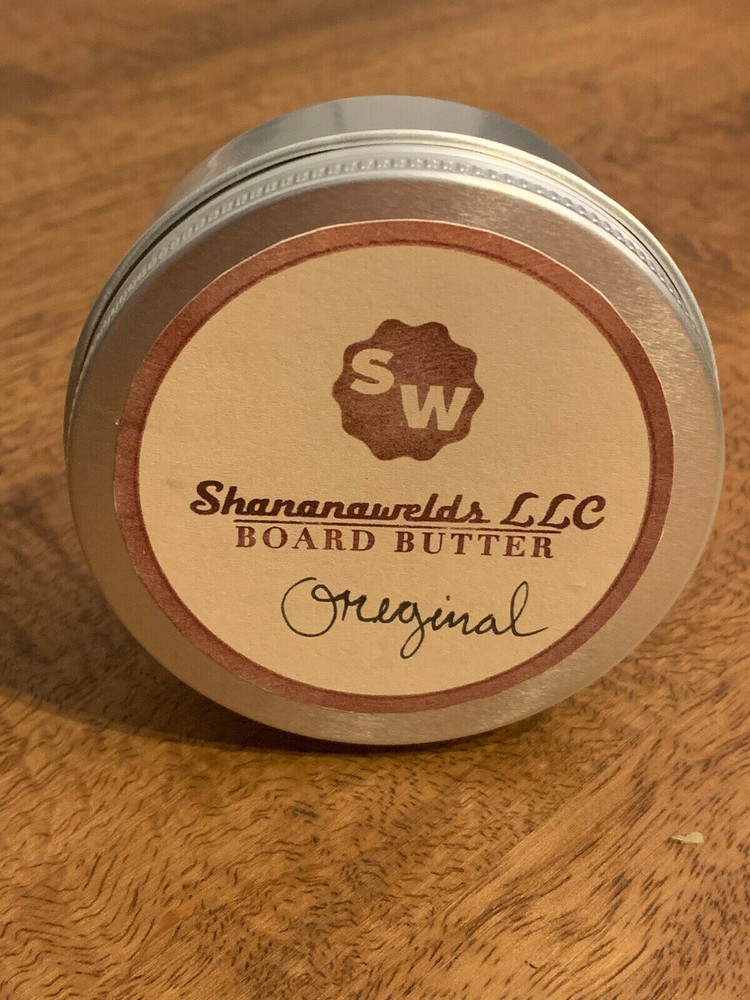 SW
Shananawelds LLC
BOARD BUTTER
Oreginal